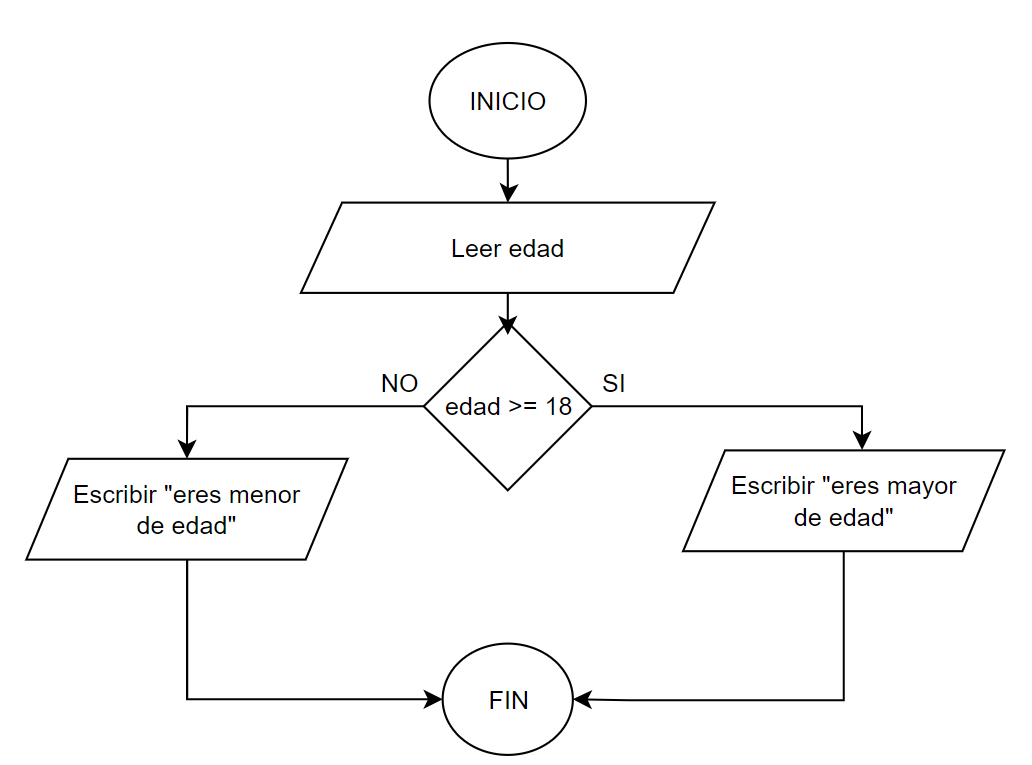 INICIO
Leer edad
NO
SI
edad >= 18
Escribir "eres menor
de edad"
Escribir "eres mayor
de edad"
FIN